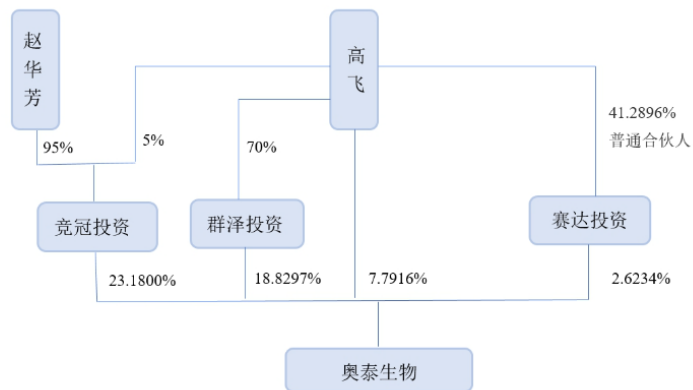 赵华芳
高飞
95%
5%
70%
41.2896%
普通合伙人
竞冠投资
群泽投资
赛达投资
23.1800%
18.8297%
7.7916%
2.6234%
奥泰生物